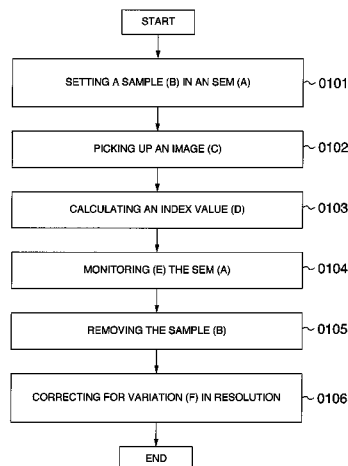 START
SETTING A SAMPLE (B) IN AN SEM (A)
0101
PICKING UP AN IMAGE (C)
0102
CALCULATING AN INDEX VALUE (D)
0103
MONITORING (E) THE SEM (A)
0104
REMOVING THE SAMPLE (B)
0105
CORRECTING FOR VARIATION (F) IN RESOLUTION
0106
END